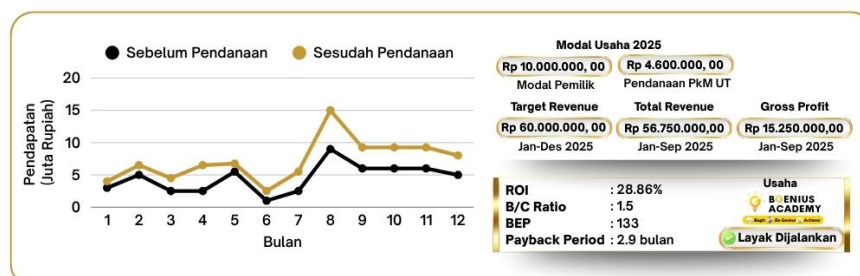 Sebelum Pendanaan Sesudah Pendanaan
Pendapatan
(Juta Rupiah)
20
15
10
5
0
1 2 3 4 5 6 7 8 9 10 11 12
Bulan
Modal Usaha 2025
Rp 10.000.000, 00 Rp 4.600.000, 00
Modal Pemilik Pendanaan PkM UT
Target Revenue Total Revenue Gross Profit
Rp 60.000.000, 00 Rp 56.750.000,00 Rp 15.250.000,00
Jan-Des 2025 Jan-Sep 2025 Jan-Sep 2025
ROI : 28.86%
B/C Ratio : 1.5
BEP : 133
Payback Period : 2.9 bulan
Usaha
BGENIUS
ACADEMY
Begin Be Genius Achieve
Layak Dijalankan